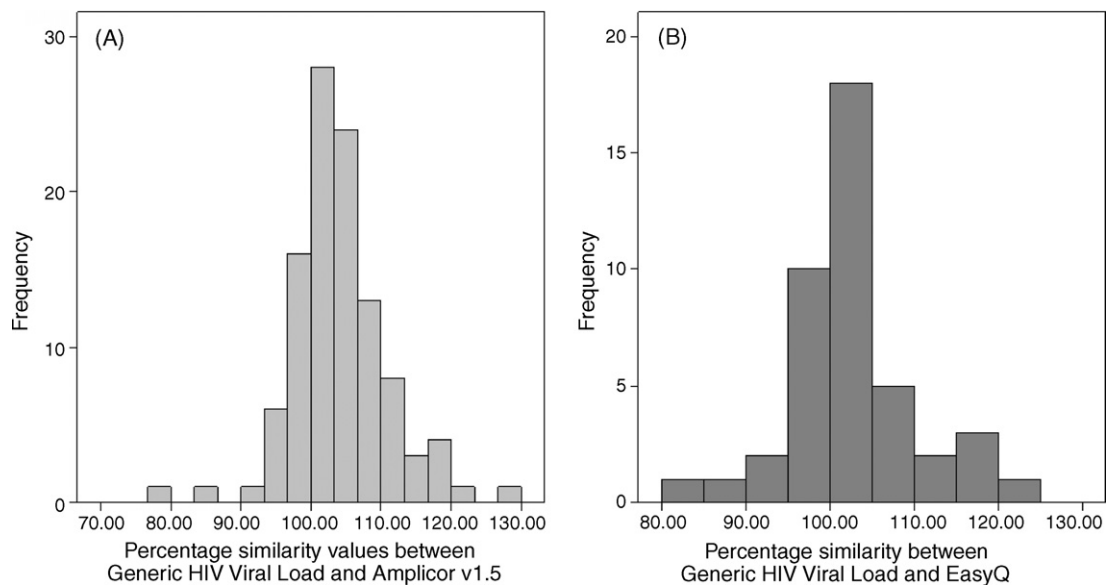 (A)
30
20
10
0
Frequency
70.00 80.00 90.00 100.00 110.00 120.00 130.00
Percentage similarity values between
Generic HIV Viral Load and Amplicor v1.5
(B)
20
15
10
5
0
Frequency
80.00 90.00 100.00 110.00 120.00 130.00
Percentage similarity between
Generic HIV Viral Load and EasyQ